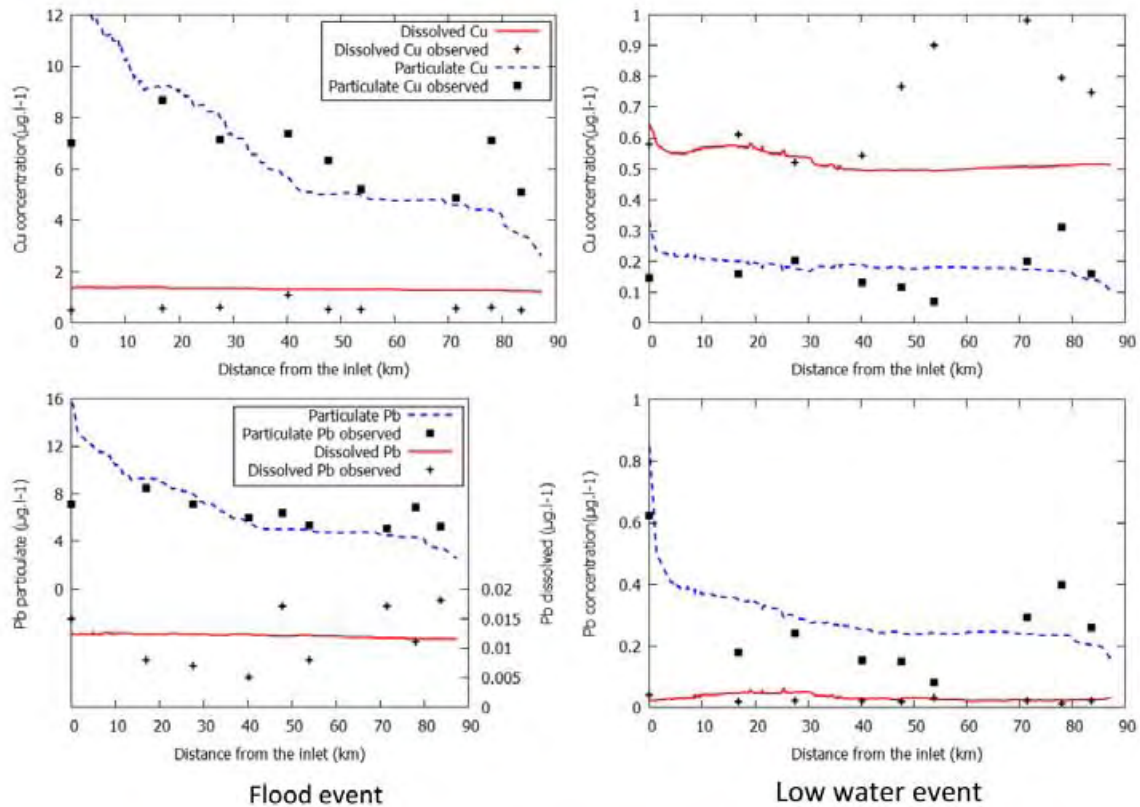 12
10
8
6
4
2
0
Cu concentration(µg.l-1)
Dissolved Cu
Dissolved Cu observed
Particulate Cu
Particulate Cu observed
0 10 20 30 40 50 60 70 80 90
Distance from the inlet (km)
1
0.9
0.8
0.7
0.6
0.5
0.4
0.3
0.2
0.1
0
Cu concentration (µg.l-1)
0 10 20 30 40 50 60 70 80 90
Distance from the inlet (km)
16
12
8
4
0
Pb particulate (µg.l-1)
Particulate Pb
Particulate Pb observed
Dissolved Pb
Dissolved Pb observed
0.02
0.015
0.01
0.005
0
Pb dissolved (µg.l-1)
0 10 20 30 40 50 60 70 80 90
Distance from the inlet (km)
1
0.8
0.6
0.4
0.2
0
Pb concentration(µg.l-1)
0 10 20 30 40 50 60 70 80 90
Distance from the inlet (km)
Flood event
Low water event